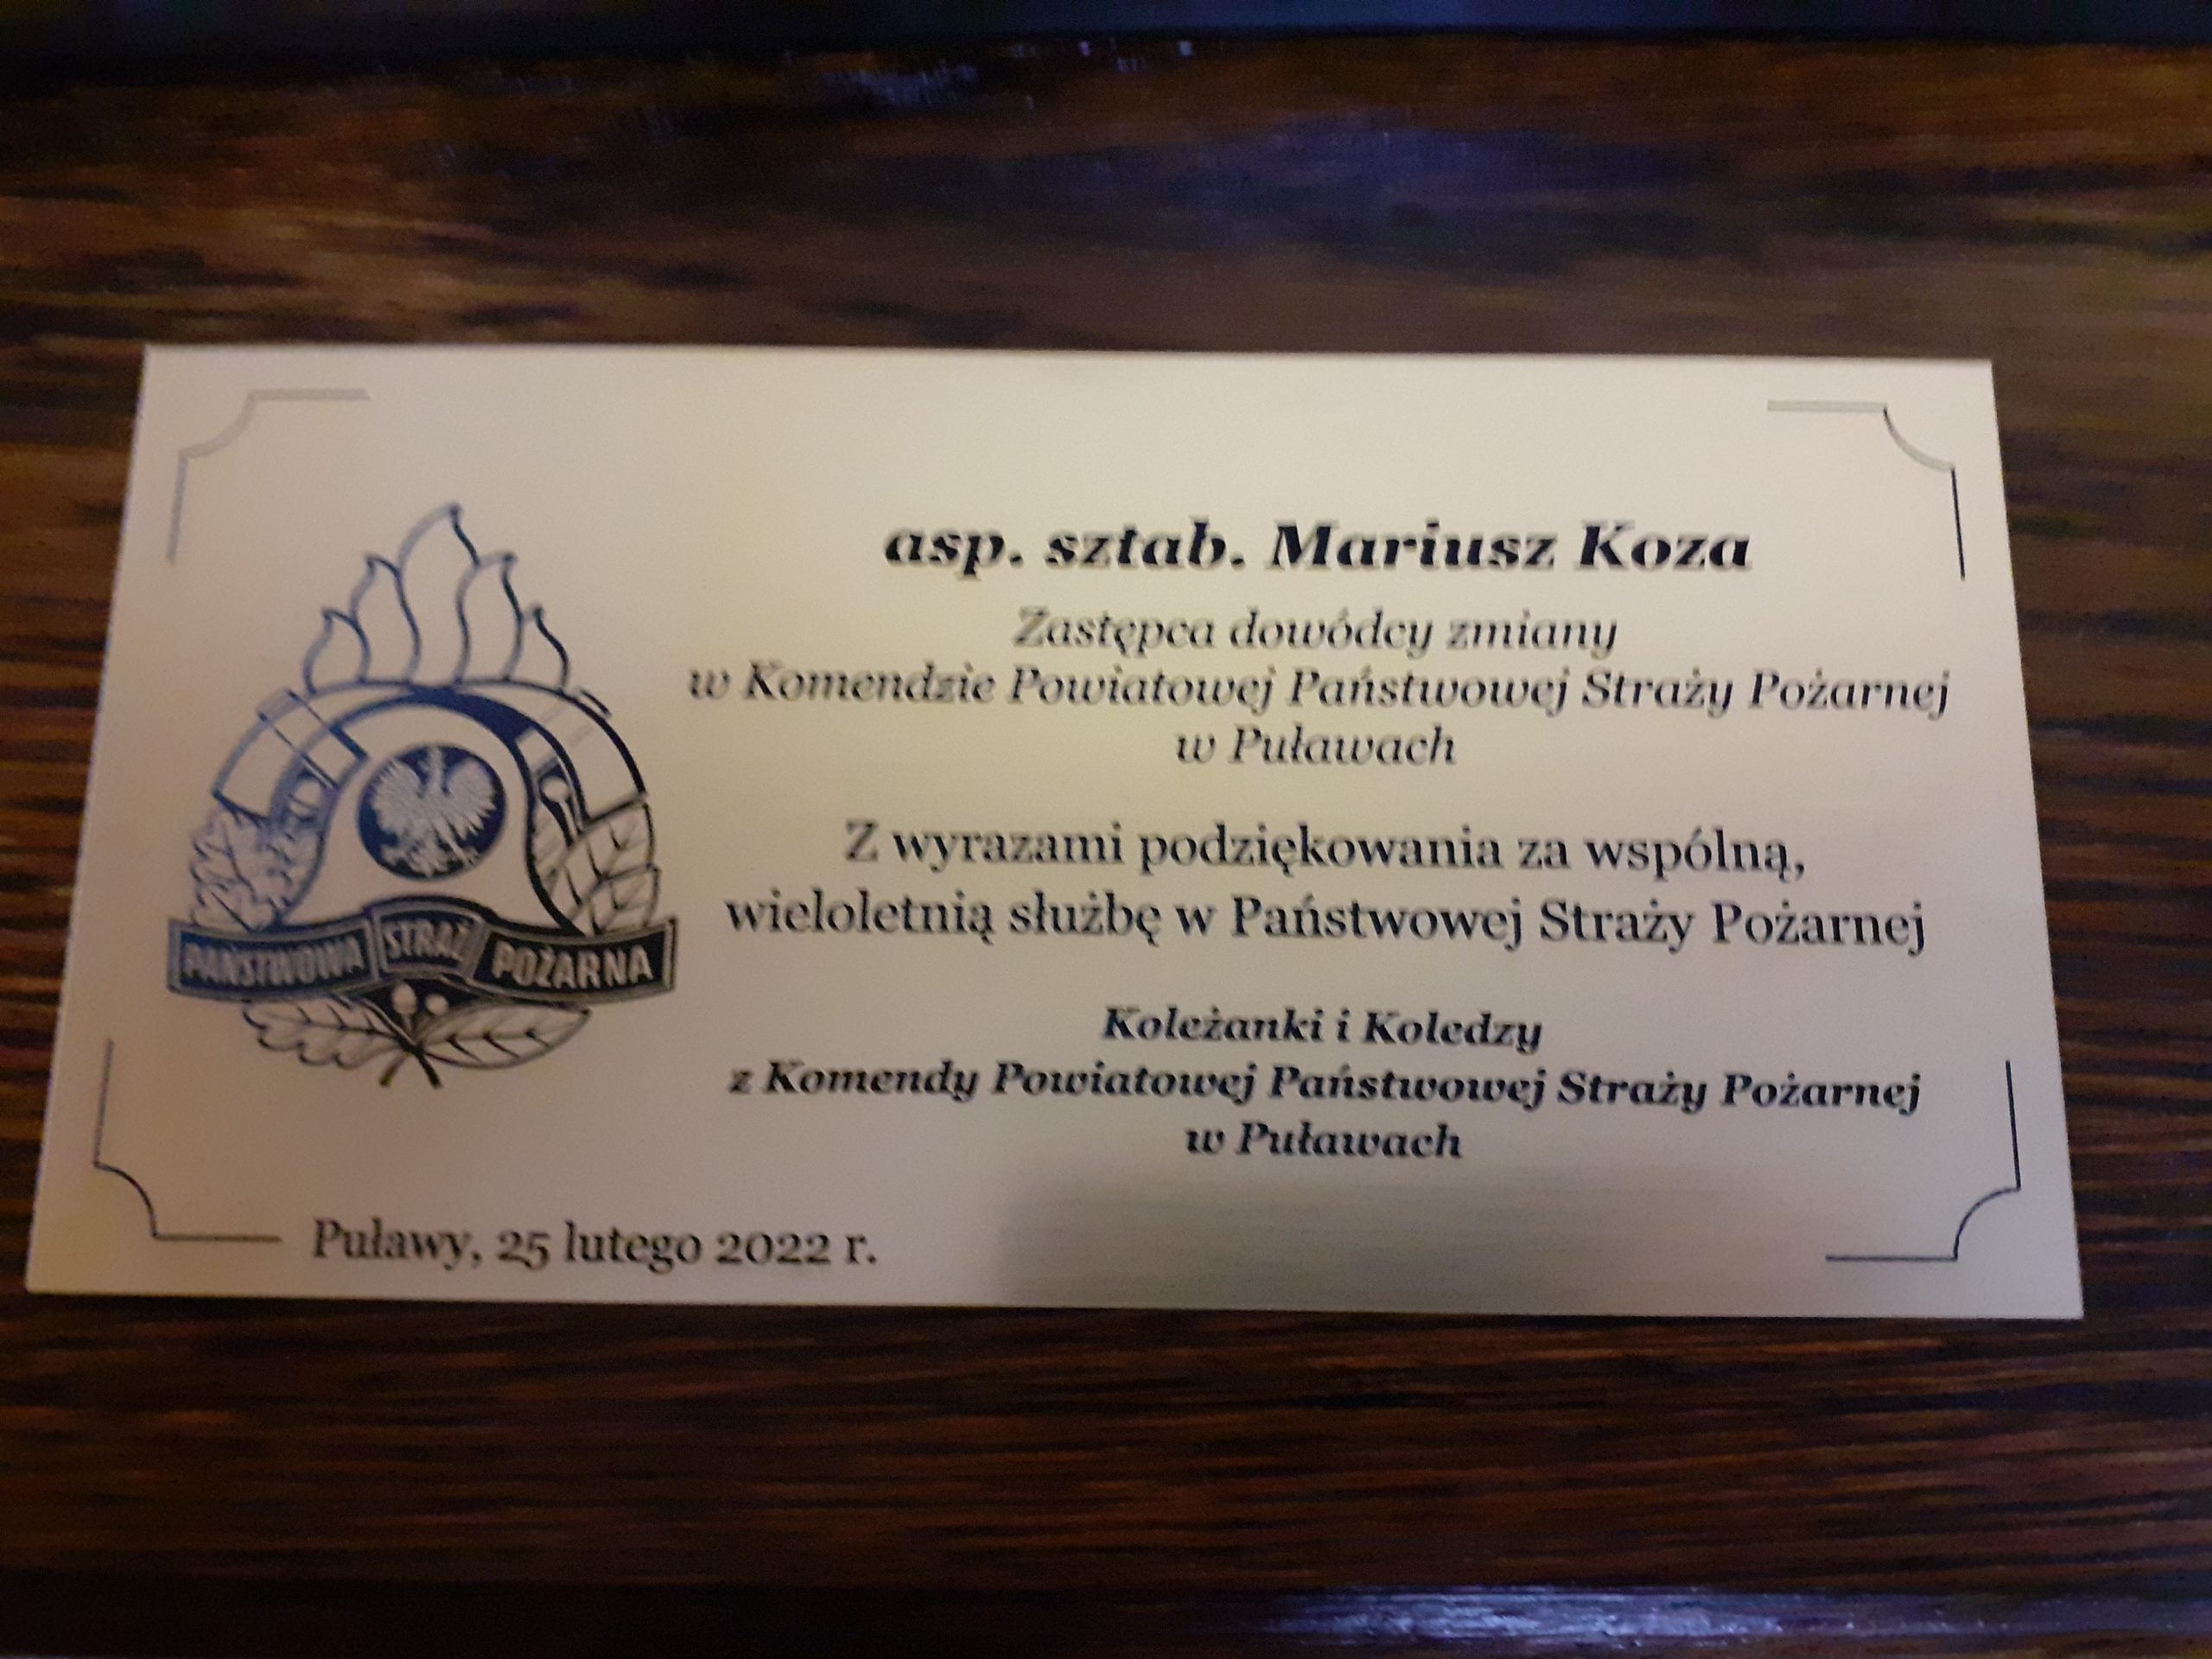 asp. sztab. Mariusz Koza
Zastępca dowódcy zmiany
w Komendzie Powiatowej Państwowej Straży Pożarnej
w Puławach
Z wyrazami podziękowania za wspólną,
wieloletnią służbę w Państwowej Straży Pożarnej
PAŃSTWOWA STRAŻ POŻARNA
Koleżanki i Koledzy
z Komendy Powiatowej Państwowej Straży Pożarnej
w Puławach
Puławy, 25 lutego 2022 r.